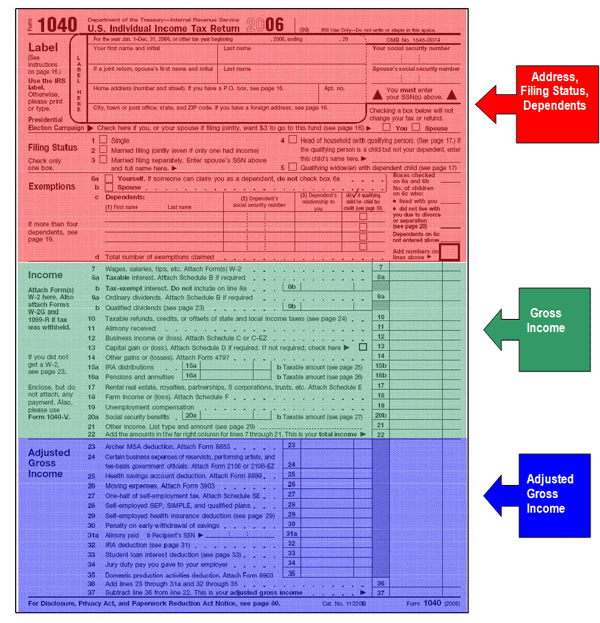 Form 1040 Department of the Treasury—Internal Revenue Service
U.S. Individual Income Tax Return 2006 (99) IRS Use Only—Do not write or staple in this space.
For the year Jan. 1–Dec. 31, 2006, or other tax year beginning , 2006, ending , 20 OMB No. 1545-0074
Label
(See instructions on page 16.)
Use the IRS label.
Otherwise, please print or type.
LABEL HERE
Your first name and initial Last name Your social security number
If a joint return, spouse's first name and initial Last name Spouse's social security number
Home address (number and street). If you have a P.O. box, see page 16. Apt. no.
You must enter your SSN(s) above.
City, town or post office, state, and ZIP code. If you have a foreign address, see page 16.
Checking a box below will not change your tax or refund.
Presidential
Election Campaign Check here if you, or your spouse if filing jointly, want $3 to go to this fund (see page 16) You Spouse
Filing Status
Check only one box.
1 Single
2 Married filing jointly (even if only one had income)
3 Married filing separately. Enter spouse's SSN above and full name here.
4 Head of household (with qualifying person). (See page 17.) If the qualifying person is a child but not your dependent, enter this child's name here.
5 Qualifying widow(er) with dependent child (see page 17)
Exemptions
6a Yourself. If someone can claim you as a dependent, do not check box 6a
b Spouse
c Dependents:
(1) First name Last name
(2) Dependent's social security number
(3) Dependent's relationship to you
(4) if qualifying child for child tax credit (see page 19)
If more than four dependents, see page 19.
Boxes checked on 6a and 6b
No. of children on 6c who:
• lived with you
• did not live with you due to divorce or separation (see page 20)
Dependents on 6c not entered above
Add numbers on lines above
d Total number of exemptions claimed
Income
Attach Form(s) W-2 here. Also attach Forms W-2G and 1099-R if tax was withheld.
If you did not get a W-2, see page 23.
Enclose, but do not attach, any payment. Also, please use Form 1040-V.
7 Wages, salaries, tips, etc. Attach Form(s) W-2 7
8a Taxable interest. Attach Schedule B if required 8a
b Tax-exempt interest. Do not include on line 8a 8b
9a Ordinary dividends. Attach Schedule B if required 9a
b Qualified dividends (see page 23) 9b
10 Taxable refunds, credits, or offsets of state and local income taxes (see page 24) 10
11 Alimony received 11
12 Business income or (loss). Attach Schedule C or C-EZ 12
13 Capital gain or (loss). Attach Schedule D if required. If not required, check here 13
14 Other gains or (losses). Attach Form 4797 14
15a IRA distributions 15a b Taxable amount (see page 25) 15b
16a Pensions and annuities 16a b Taxable amount (see page 26) 16b
17 Rental real estate, royalties, partnerships, S corporations, trusts, etc. Attach Schedule E 17
18 Farm income or (loss). Attach Schedule F 18
19 Unemployment compensation 19
20a Social security benefits 20a b Taxable amount (see page 27) 20b
21 Other income. List type and amount (see page 29) 21
22 Add the amounts in the far right column for lines 7 through 21. This is your total income 22
Adjusted Gross Income
23 Archer MSA deduction. Attach Form 8853 23
24 Certain business expenses of reservists, performing artists, and fee-basis government officials. Attach Form 2106 or 2106-EZ 24
25 Health savings account deduction. Attach Form 8889 25
26 Moving expenses. Attach Form 3903 26
27 One-half of self-employment tax. Attach Schedule SE 27
28 Self-employed SEP, SIMPLE, and qualified plans 28
29 Self-employed health insurance deduction (see page 29) 29
30 Penalty on early withdrawal of savings 30
31a Alimony paid b Recipient's SSN 31a
32 IRA deduction (see page 31) 32
33 Student loan interest deduction (see page 33) 33
34 Jury duty pay you gave to your employer 34
35 Domestic production activities deduction. Attach Form 8903 35
36 Add lines 23 through 31a and 32 through 35 36
37 Subtract line 36 from line 22. This is your adjusted gross income 37
For Disclosure, Privacy Act, and Paperwork Reduction Act Notice, see page 80. Cat. No. 11320B Form 1040 (2006)
Address,
Filing Status,
Dependents
Gross
Income
Adjusted
Gross
Income